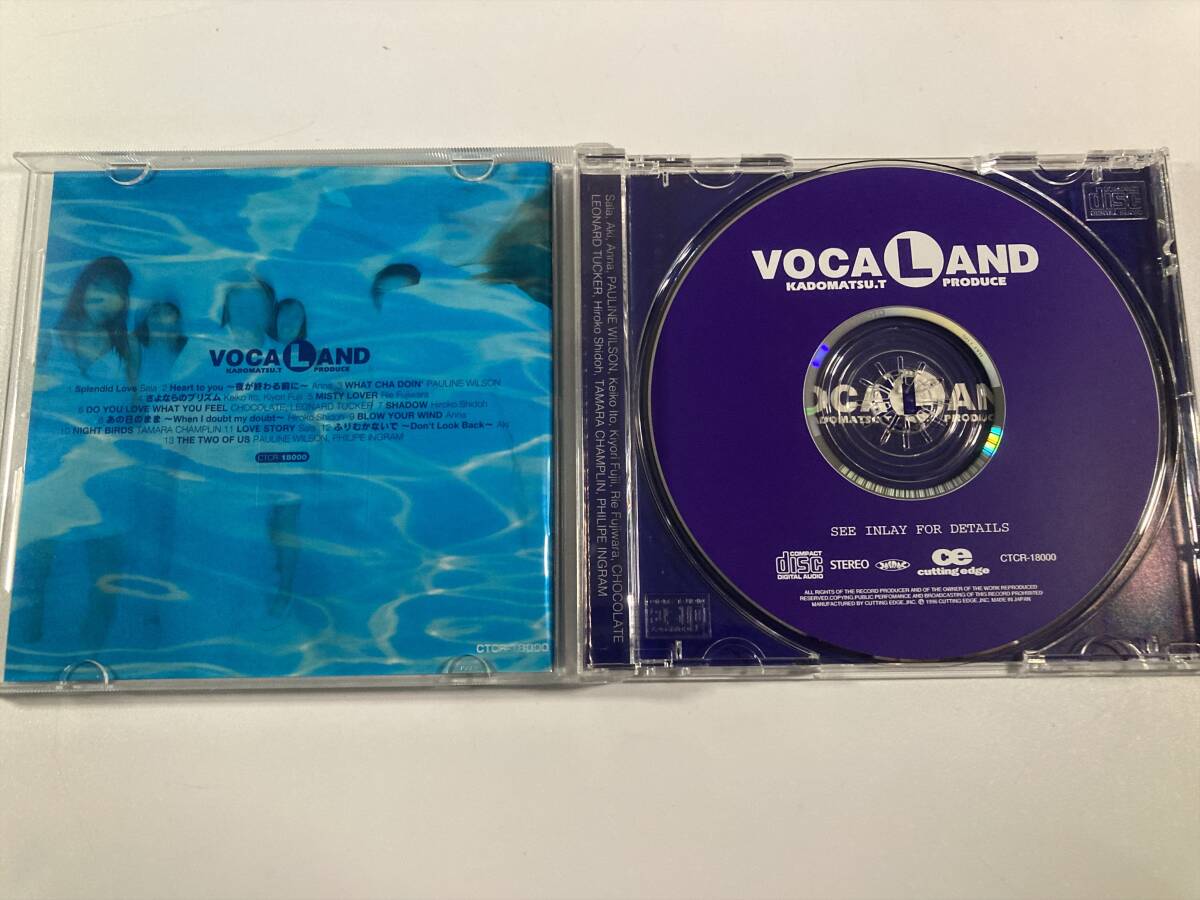 VOCALAND
KADOMATSU.T PRODUCE
1 Splendid Love Sala 2 Heart to you 〜夜が終わる前に〜 Anna 3 WHAT CHA DOIN' PAULINE WILSON
4 さよならのプリズム Keiko Ito, Kiyori Fuji 5 MISTY LOVER Rie Fujiwara
6 DO YOU LOVE WHAT YOU FEEL CHOCOLATE, LEONARD TUCKER 7 SHADOW Hiroko Shidoh
8 あの日のまま 〜When I doubt my doubt〜 Hiroko Shidoh 9 BLOW YOUR WIND Anna
10 NIGHT BIRDS TAMARA CHAMPLIN 11 LOVE STORY Sala 12 ふりむかないで 〜Don't Look Back〜 Aki
13 THE TWO OF US PAULINE WILSON, PHILIPE INGRAM
CTCR-18000
CTCR-18000
Sala, Aki, Anna, PAULINE WILSON, Keiko Ito, Kiyori Fujii, Rie Fujiwara, CHOCOLATE
LEONARD TUCKER, Hiroko Shidoh, TAMARA CHAMPLIN, PHILIPE INGRAM
disc
VOCALAND
KADOMATSU.T PRODUCE
OCALAN
DOMATSU.T PRODUC
SEE INLAY FOR DETAILS
COMPACT disc DIGITAL AUDIO STEREO ce cutting edge CTCR-18000
ALL RIGHTS OF THE RECORD PRODUCER AND OF THE OWNER OF THE WORK REPRODUCED
RESERVED.COPYING PUBLIC PERFOMANCE AND BROADCASTING OF THIS RECORD PROHIBITED
MANUFACTURED BY CUTTING EDGE,INC. Ⓟ 1996 CUTTING EDGE,INC. MADE IN JAPAN.